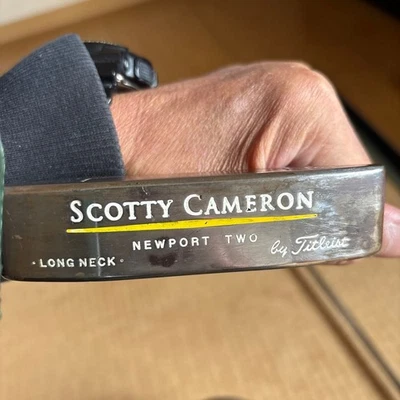 SCOTTY CAMERON
NEWPORT TWO
by Titleist
· LONG NECK ·